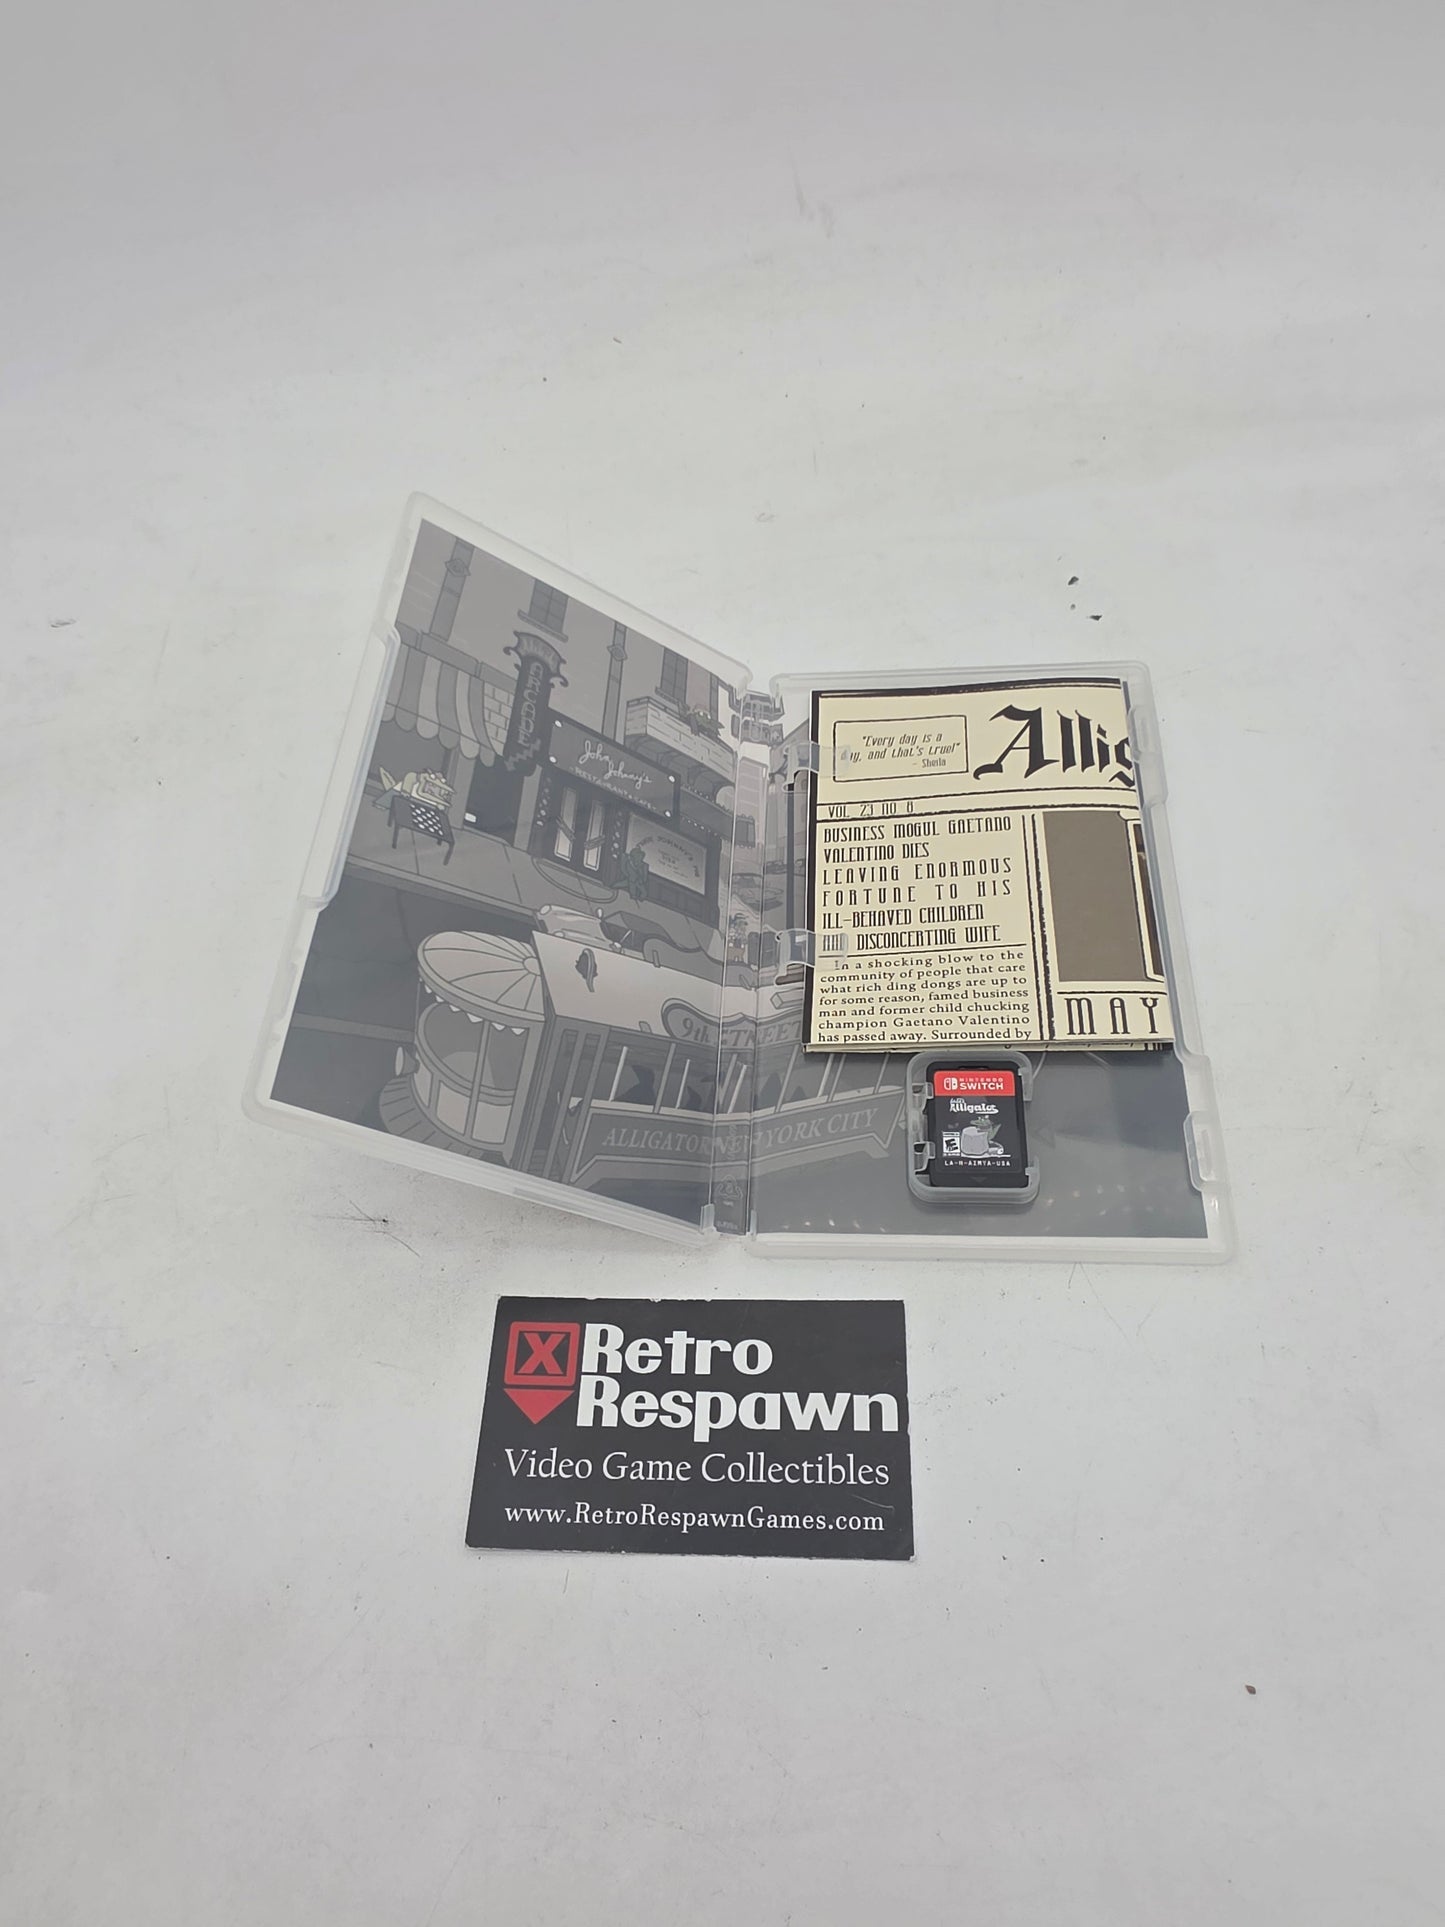 John
Johnny's
RESTAURANT & CAFE
9th STREET
ALLIGATOR NEW YORK CITY
"Every day is a
day, and that's cruel"
- Sheila
Allig
VOL 23 NO 8
BUSINESS MOGUL GAETANO
VALENTINO DIES
LEAVING ENORMOUS
FORTUNE TO HIS
ILL-BEHAVED CHILDREN
AND DISCONCERTING WIFE
In a shocking blow to the
community of people that care
what rich ding dongs are up to
for some reason, famed business
man and former child chucking
champion Gaetano Valentino
has passed away. Surrounded by
MAY
NINTENDO
SWITCH
Alligator
E
LA-H-AZMYA-USA
X Retro
Respawn
Video Game Collectibles
www.RetroRespawnGames.com